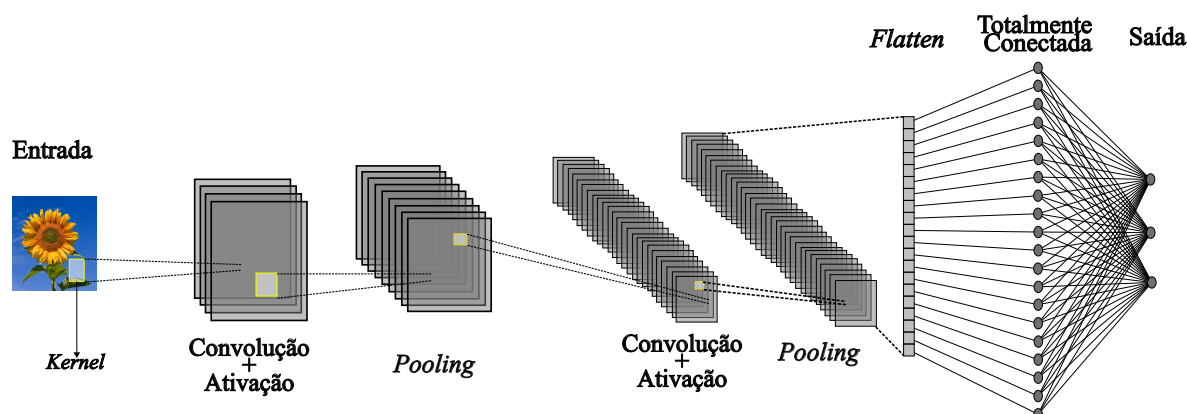 Entrada
Kernel
Convolução
+
Ativação
Pooling
Convolução
+
Ativação
Pooling
Flatten
Totalmente
Conectada
Saída